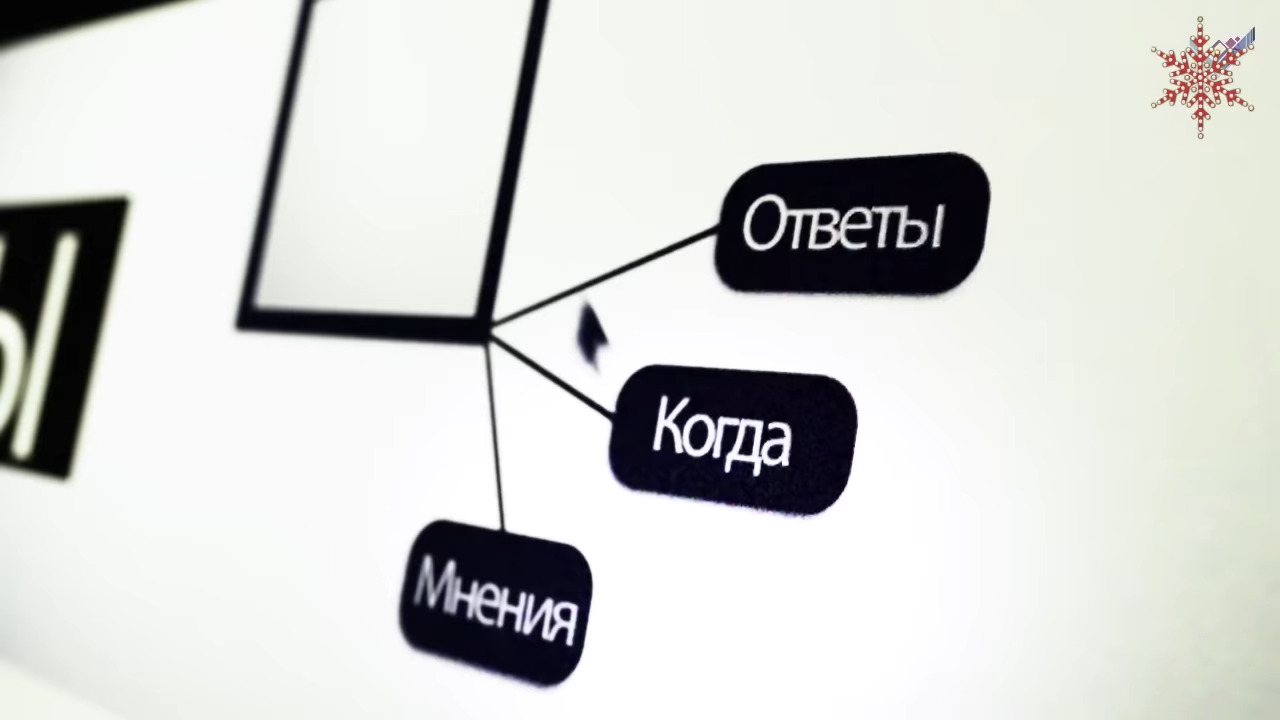 ы
Ответы
Когда
Мнения